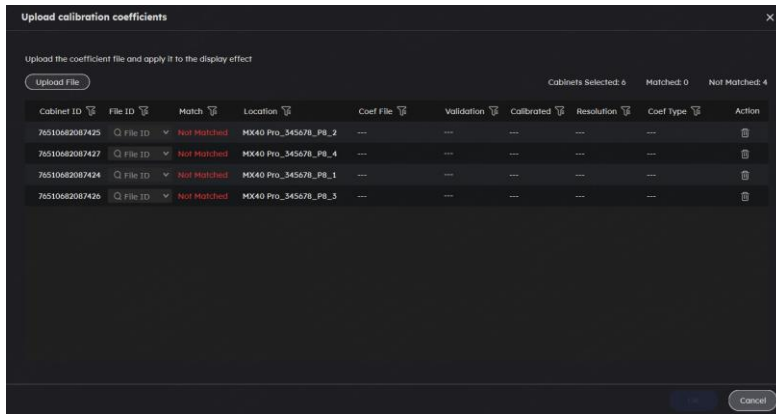 Upload calibration coefficients
Upload the coefficient file and apply it to the display effect
Upload File Cabinets Selected: 6 Matched: 0 Not Matched: 4
Cabinet ID File ID Match Location Coef File Validation Calibrated Resolution Coef Type Action
76510682087425 File ID Not Matched MX40 Pro_345678_P8_2 --- --- --- --- ---
76510682087427 File ID Not Matched MX40 Pro_345678_P8_4 --- --- --- --- ---
76510682087424 File ID Not Matched MX40 Pro_345678_P8_1 --- --- --- --- ---
76510682087426 File ID Not Matched MX40 Pro_345678_P8_3 --- --- --- --- ---
Cancel